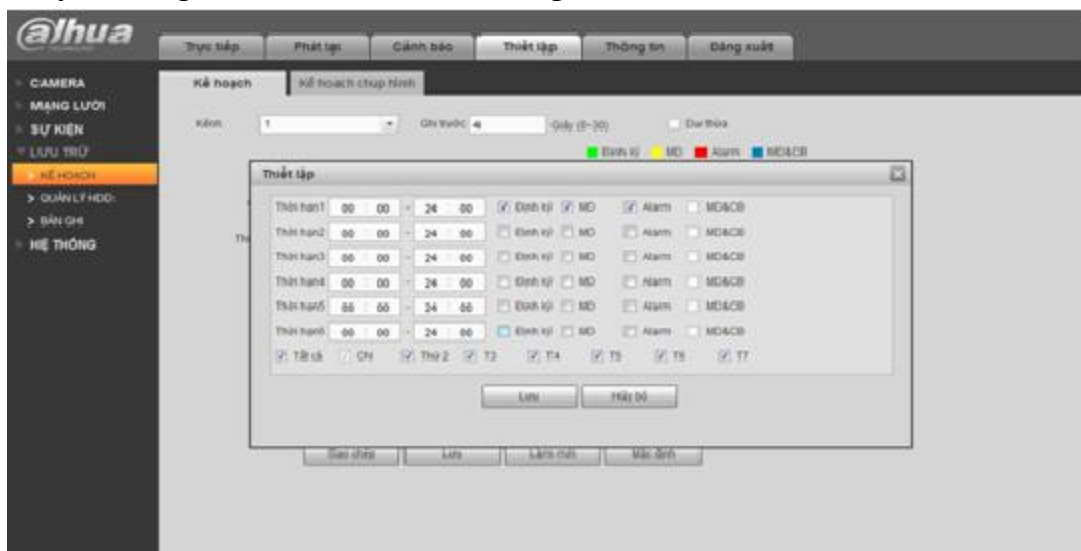 alhua
Trực tiếp Phát lại Cảnh báo Thiết lập Thông tin Đăng xuất
CAMERA
MẠNG LƯỚI
SỰ KIỆN
LƯU TRỮ
KẾ HOẠCH
QUẢN LÝ HDD
BẢN GHI
HỆ THỐNG
Kế hoạch Kế hoạch chụp hình
Kênh 1 Ghi trước 4 Giây (0~30) Dư thừa
Định kỳ MD Alarm MD&CB
Thiết lập
Thời hạn1 00 : 00 - 24 : 00 Định kỳ MD Alarm MD&CB
Thời hạn2 00 : 00 - 24 : 00 Định kỳ MD Alarm MD&CB
Thời hạn3 00 : 00 - 24 : 00 Định kỳ MD Alarm MD&CB
Thời hạn4 00 : 00 - 24 : 00 Định kỳ MD Alarm MD&CB
Thời hạn5 00 : 00 - 24 : 00 Định kỳ MD Alarm MD&CB
Thời hạn6 00 : 00 - 24 : 00 Định kỳ MD Alarm MD&CB
Tất cả CN Thứ 2 T3 T4 T5 T6 T7
Lưu Hủy bỏ
Sao chép Lưu Làm mới Mặc định